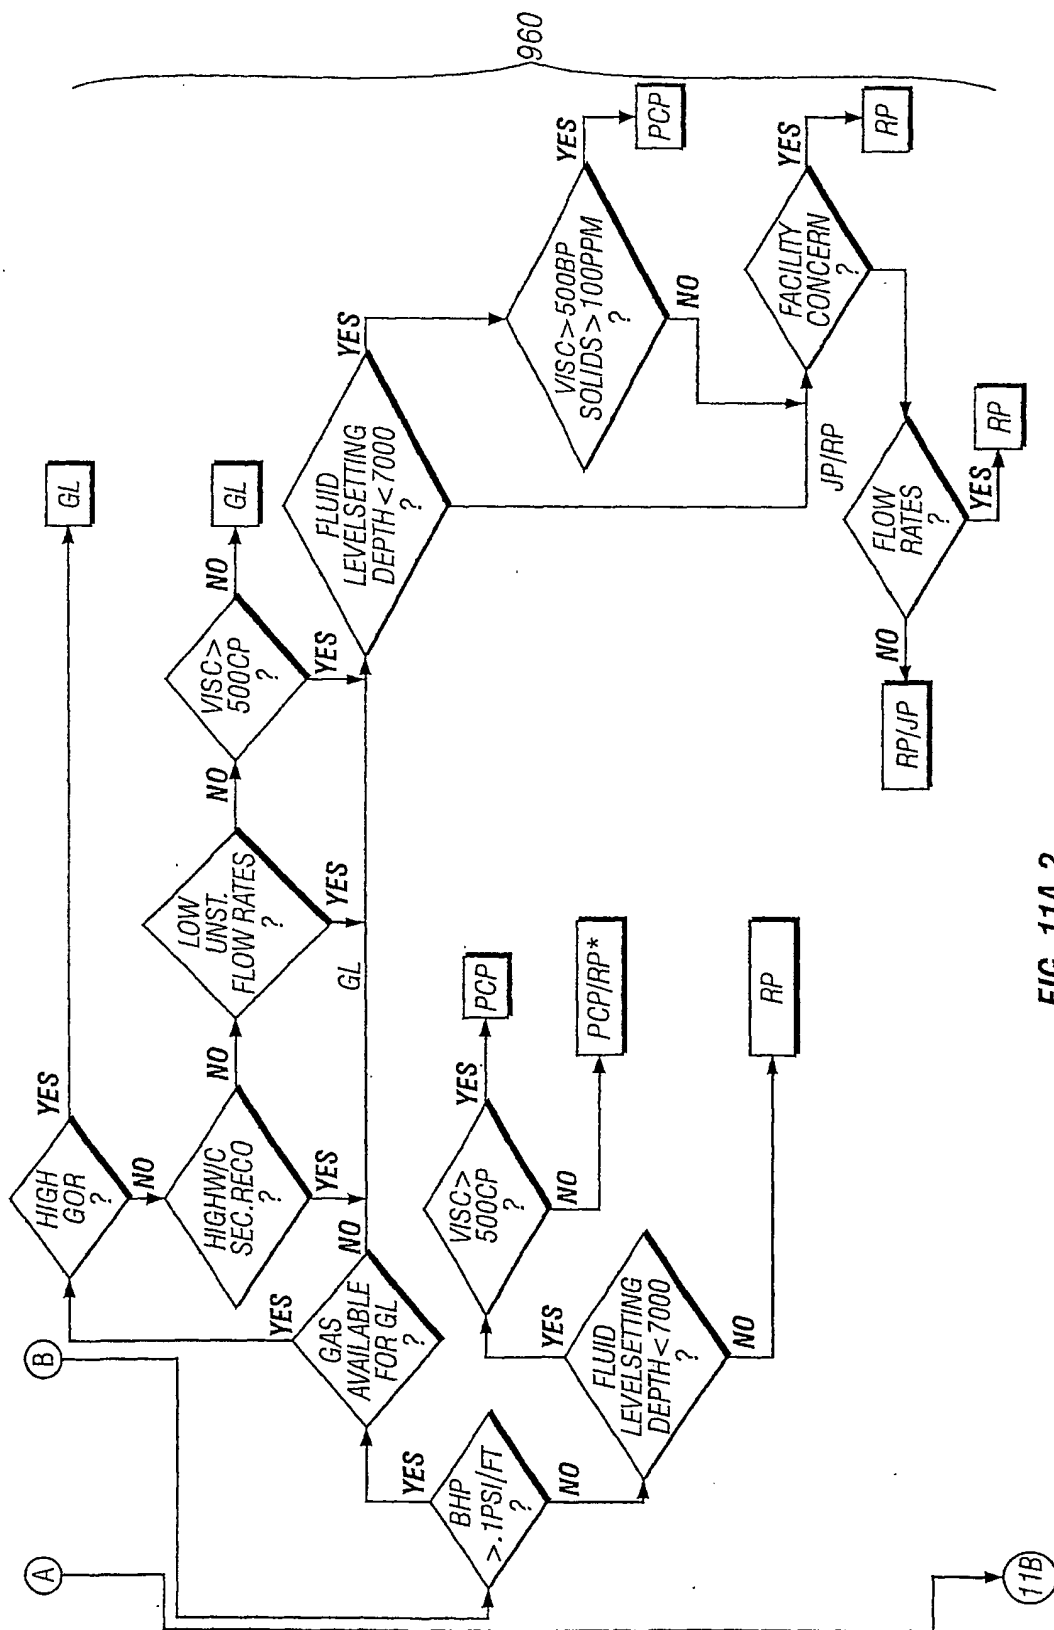 A
B
BHP
>.1PSI/FT
?
YES
NO
GAS
AVAILABLE
FOR GL
?
YES
NO
HIGH
GOR
?
YES
NO
GL
HIGHW/C
SEC.RECO
?
NO
YES
LOW
UNST.
FLOW RATES
?
NO
YES
GL
VISC>
500CP
?
NO
YES
GL
FLUID
LEVELSETTING
DEPTH<7000
?
YES
NO
VISC>
500CP
?
YES
NO
PCP
PCP/RP*
RP
FLUID
LEVELSETTING
DEPTH<7000
?
YES
VISC>500BP
SOLIDS>100PPM
?
YES
NO
PCP
JP/RP
FACILITY
CONCERN
?
YES
RP
FLOW
RATES
?
YES
NO
RP
RP/JP
960
11B
FIG. 11A-2